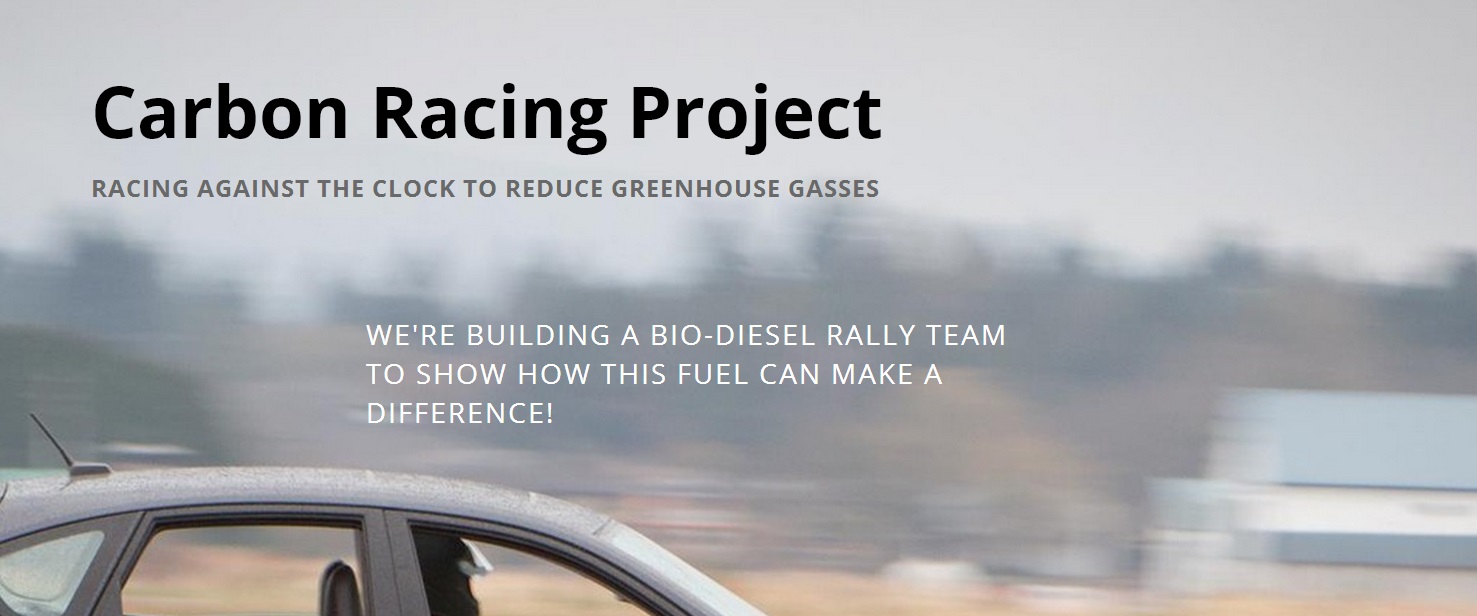 Carbon Racing Project
RACING AGAINST THE CLOCK TO REDUCE GREENHOUSE GASSES
WE'RE BUILDING A BIO-DIESEL RALLY TEAM
TO SHOW HOW THIS FUEL CAN MAKE A
DIFFERENCE!